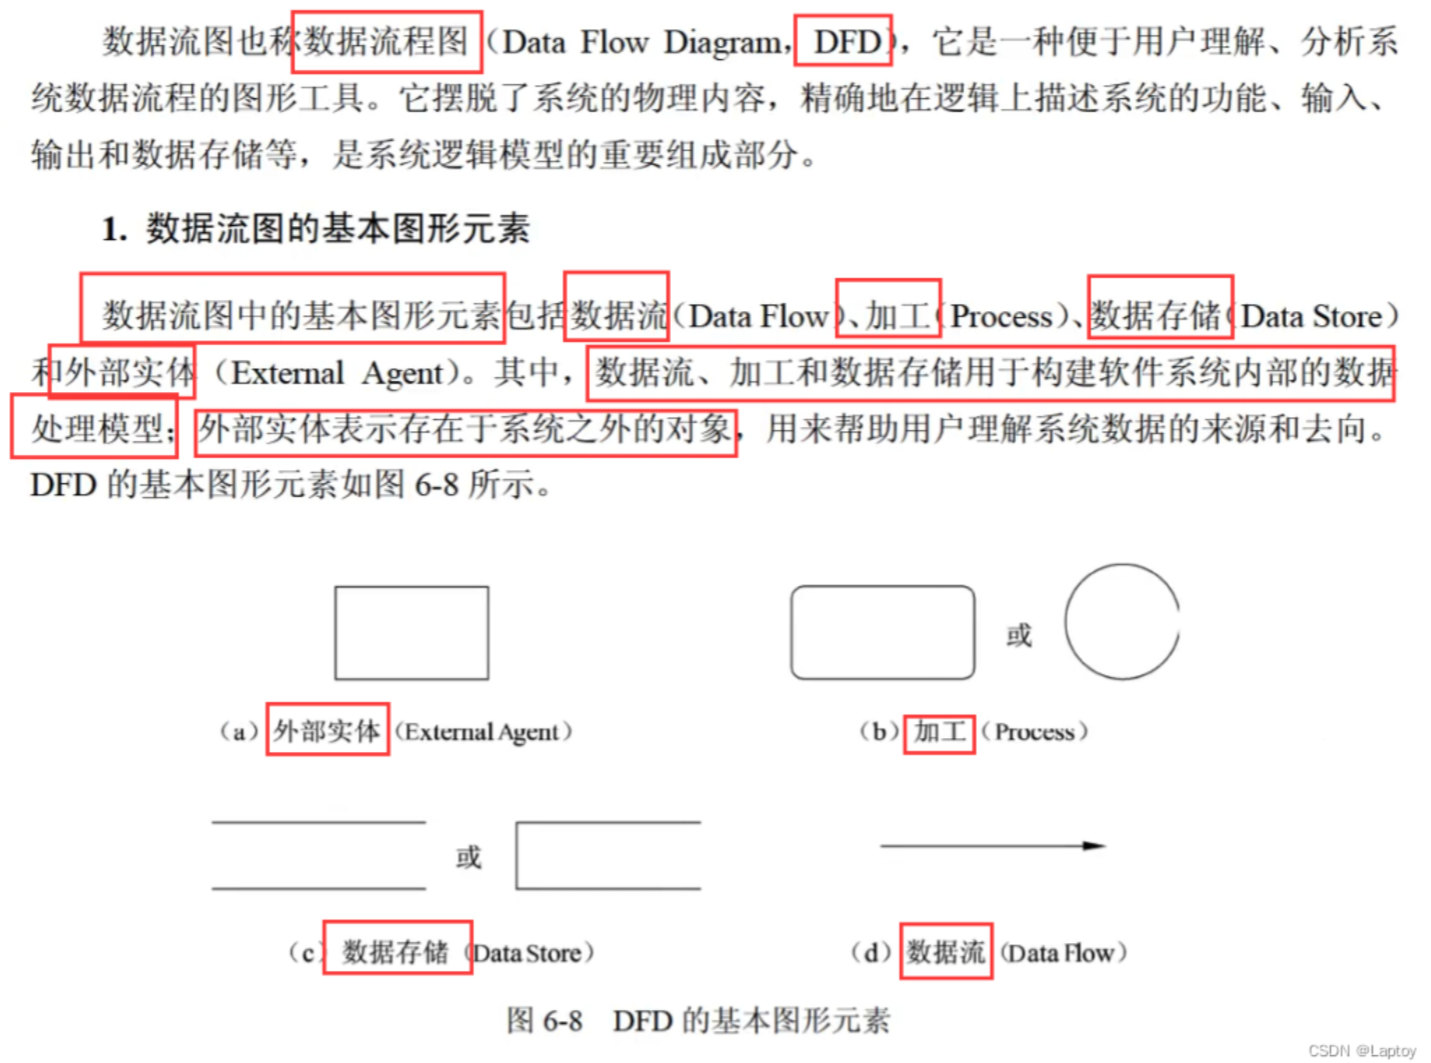 数据流图也称数据流程图（Data Flow Diagram，DFD），它是一种便于用户理解、分析系
统数据流程的图形工具。它摆脱了系统的物理内容，精确地在逻辑上描述系统的功能、输入、
输出和数据存储等，是系统逻辑模型的重要组成部分。
1. 数据流图的基本图形元素
数据流图中的基本图形元素包括数据流（Data Flow）、加工（Process）、数据存储（Data Store）
和外部实体（External Agent）。其中，数据流、加工和数据存储用于构建软件系统内部的数据
处理模型；外部实体表示存在于系统之外的对象，用来帮助用户理解系统数据的来源和去向。
DFD 的基本图形元素如图 6-8 所示。
或
（a）外部实体（External Agent）
（b）加工（Process）
或
（c）数据存储（Data Store）
（d）数据流（Data Flow）
图 6-8 DFD 的基本图形元素
CSDN @Laptoy